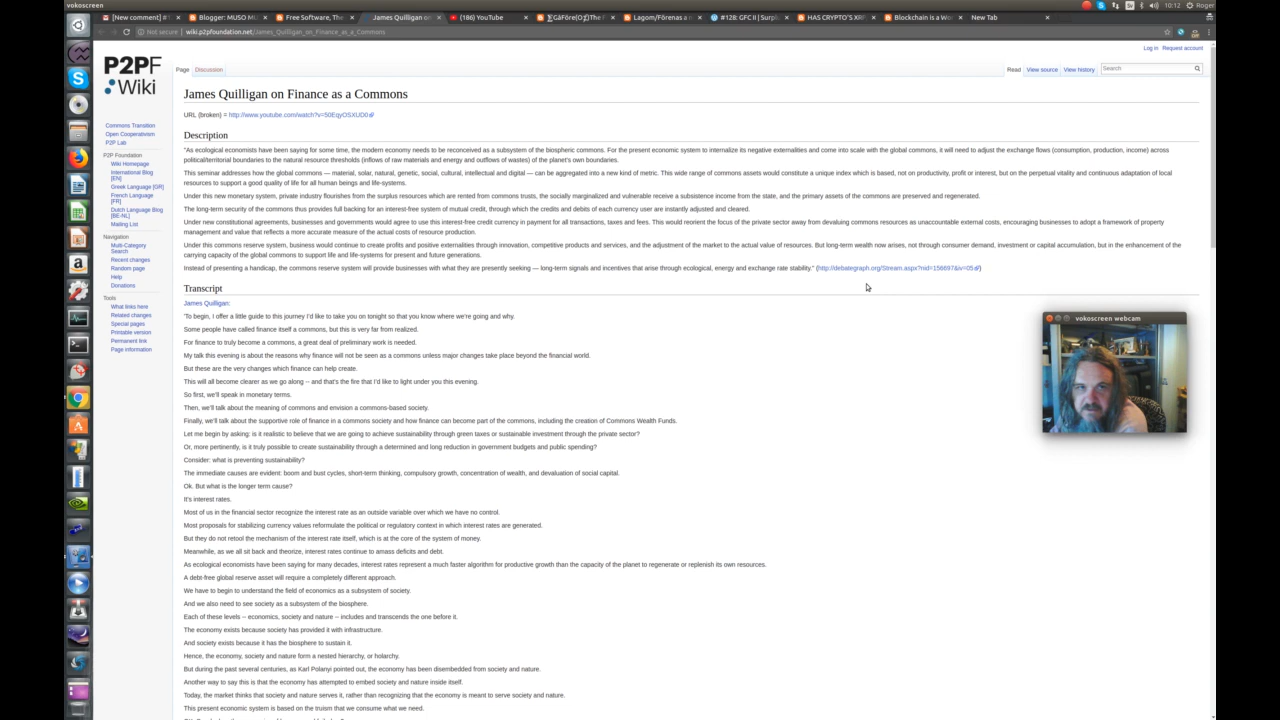 vokoscreen
Sv
10:12
Roger
[New comment] #1
Blogger: MUSO M
Free Software, The
James Quilligan on
(186) YouTube
Lagom/Förenas a
#128: GFC II | Surpl
HAS CRYPTO'S XRP
Blockchain is a Wo
New Tab
Not secure
wiki.p2pfoundation.net/James_Quilligan_on_Finance_as_a_Commons
Log in
Request account
P2PF
Wiki
Page
Discussion
Read
View source
View history
Search
Commons Transition
Open Cooperativism
P2P Lab
P2P Foundation
Wiki Homepage
International Blog
[EN]
Greek Language [GR]
French Language
[FR]
Dutch Language Blog
[BE-NL]
Mailing List
Navigation
Multi-Category
Search
Recent changes
Random page
Help
Donations
Tools
What links here
Related changes
Special pages
Printable version
Permanent link
Page information
James Quilligan on Finance as a Commons
URL (broken) = http://www.youtube.com/watch?v=50EqyOSXUD0
Description
"As ecological economists have been saying for some time, the modern economy needs to be reconceived as a subsystem of the biospheric commons. For the present economic system to internalize its negative externalities and come into scale with the global commons, it will need to adjust the exchange flows (consumption, production, income) across
political/territorial boundaries to the natural resource thresholds (inflows of raw materials and energy and outflows of wastes) of the planet's own boundaries.
This seminar addresses how the global commons — material, solar, natural, genetic, social, cultural, intellectual and digital — can be aggregated into a new kind of metric. This wide range of commons assets would constitute a unique index which is based, not on productivity, profit or interest, but on the perpetual vitality and continuous adaptation of local
resources to support a good quality of life for all human beings and life-systems.
Under this new monetary system, private industry flourishes from the surplus resources which are rented from commons trusts, the socially marginalized and vulnerable receive a subsistence income from the state, and the primary assets of the commons are preserved and regenerated.
The long-term security of the commons thus provides full backing for an interest-free system of mutual credit, through which the credits and debits of each currency user are instantly adjusted and cleared.
Under new constitutional agreements, businesses and governments would agree to use this interest-free credit currency in payment for all transactions, taxes and fees. This would reorient the focus of the private sector away from devaluing commons resources as unaccountable external costs, encouraging businesses to adopt a framework of property
management and value that reflects a more accurate measure of the actual costs of resource production.
Under this commons reserve system, business would continue to create profits and positive externalities through innovation, competitive products and services, and the adjustment of the market to the actual value of resources. But long-term wealth now arises, not through consumer demand, investment or capital accumulation, but in the enhancement of the
carrying capacity of the global commons to support life and life-systems for present and future generations.
Instead of presenting a handicap, the commons reserve system will provide businesses with what they are presently seeking — long-term signals and incentives that arise through ecological, energy and exchange rate stability." (http://debategraph.org/Stream.aspx?nid=156697&iv=05)
Transcript
James Quilligan:
"To begin, I offer a little guide to this journey I'd like to take you on tonight so that you know where we're going and why.
Some people have called finance itself a commons, but this is very far from realized.
For finance to truly become a commons, a great deal of preliminary work is needed.
My talk this evening is about the reasons why finance will not be seen as a commons unless major changes take place beyond the financial world.
But these are the very changes which finance can help create.
This will all become clearer as we go along -- and that's the fire that I'd like to light under you this evening.
So first, we'll speak in monetary terms.
Then, we'll talk about the meaning of commons and envision a commons-based society.
Finally, we'll talk about the supportive role of finance in a commons society and how finance can become part of the commons, including the creation of Commons Wealth Funds.
Let me begin by asking: is it realistic to believe that we are going to achieve sustainability through green taxes or sustainable investment through the private sector?
Or, more pertinently, is it truly possible to create sustainability through a determined and long reduction in government budgets and public spending?
Consider: what is preventing sustainability?
The immediate causes are evident: boom and bust cycles, short-term thinking, compulsory growth, concentration of wealth, and devaluation of social capital.
Ok. But what is the longer term cause?
It's interest rates.
Most of us in the financial sector recognize the interest rate as an outside variable over which we have no control.
Most proposals for stabilizing currency values reformulate the political or regulatory context in which interest rates are generated.
But they do not retool the mechanism of the interest rate itself, which is at the core of the system of money.
Meanwhile, as we all sit back and theorize, interest rates continue to amass deficits and debt.
As ecological economists have been saying for many decades, interest rates represent a much faster algorithm for productive growth than the capacity of the planet to regenerate or replenish its own resources.
A debt-free global reserve asset will require a completely different approach.
We have to begin to understand the field of economics as a subsystem of society.
And we also need to see society as a subsystem of the biosphere.
Each of these levels -- economics, society and nature -- includes and transcends the one before it.
The economy exists because society has provided it with infrastructure.
And society exists because it has the biosphere to sustain it.
Hence, the economy, society and nature form a nested hierarchy, or holarchy.
But during the past several centuries, as Karl Polanyi pointed out, the economy has been disembedded from society and nature.
Another way to say this is that the economy has attempted to embed society and nature inside itself.
Today, the market thinks that society and nature serves it, rather than recognizing that the economy is meant to serve society and nature.
This present economic system is based on the truism that we consume what we need.
vokoscreen webcam